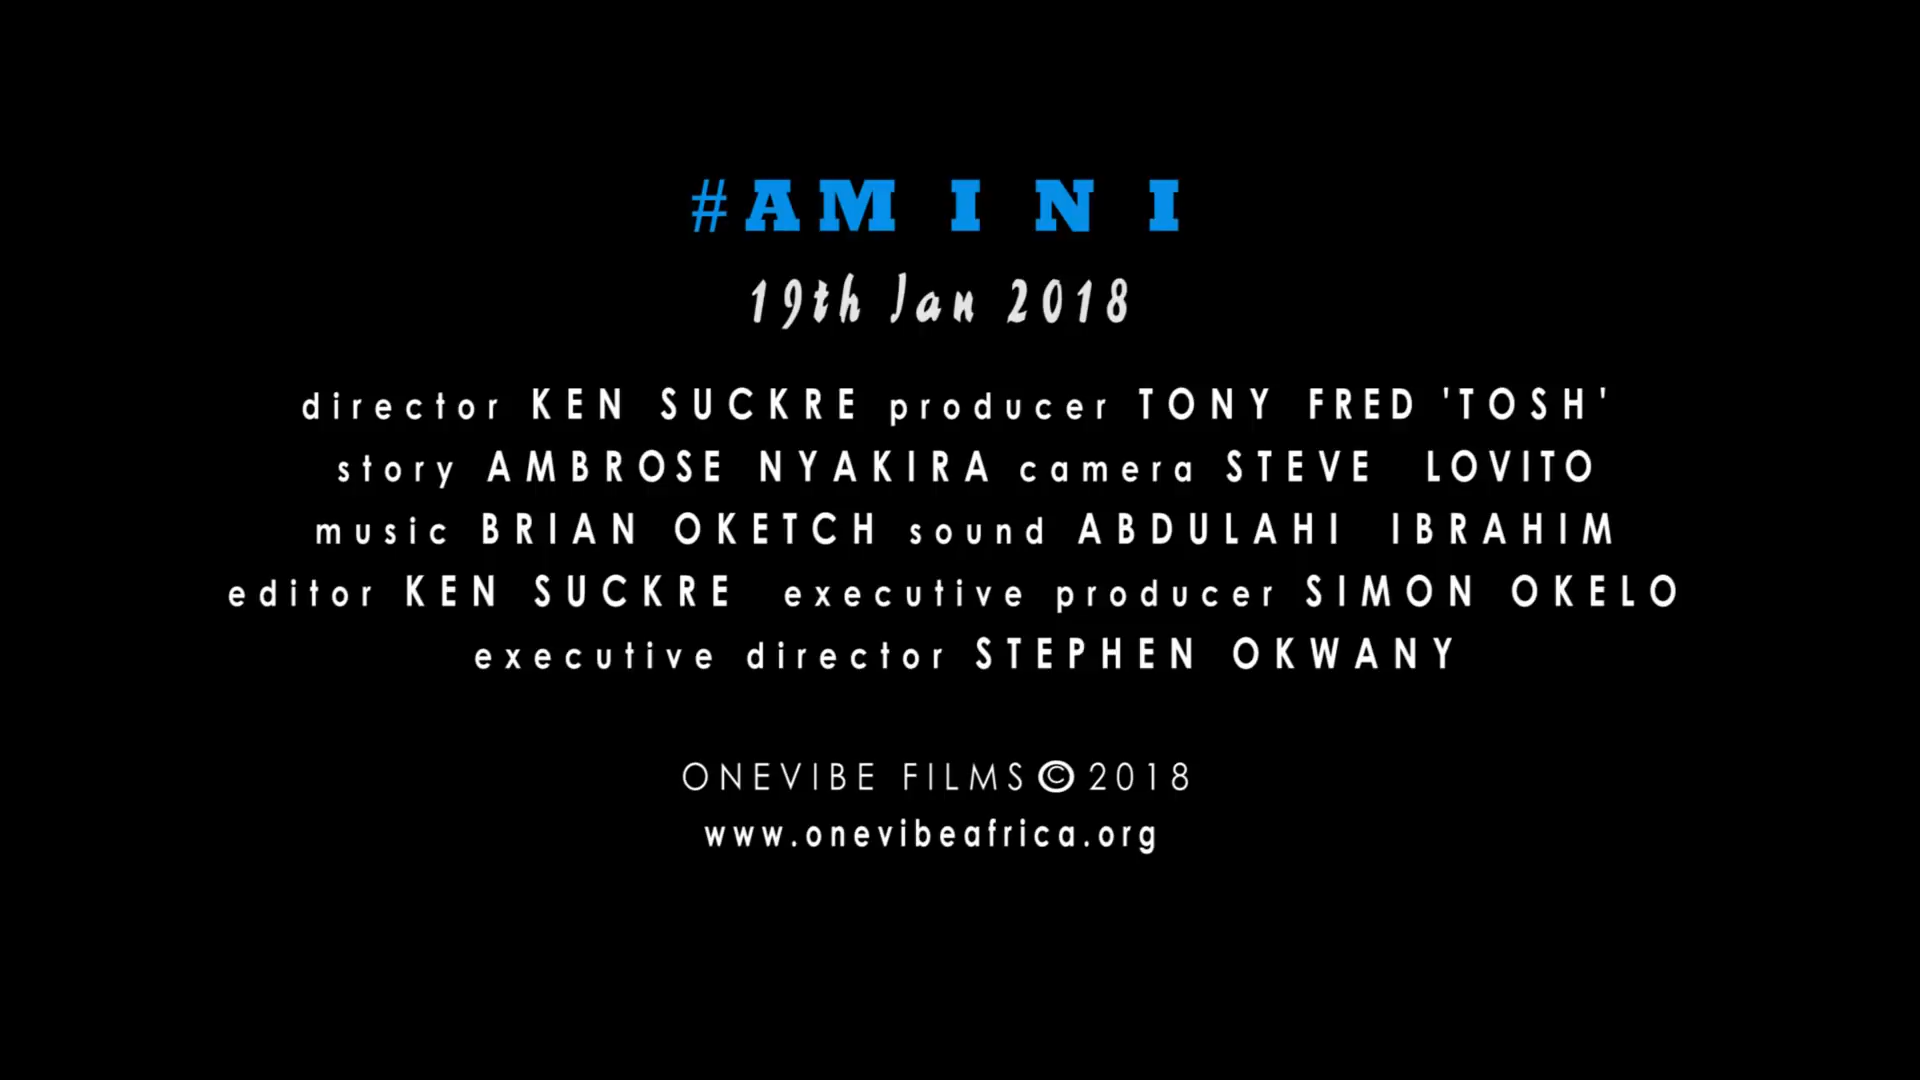 #AMINI
19th Jan 2018
director KEN SUCKRE producer TONY FRED 'TOSH'
story AMBROSE NYAKIRA camera STEVE LOVITO
music BRIAN OKETCH sound ABDULAHI IBRAHIM
editor KEN SUCKRE executive producer SIMON OKELO
executive director STEPHEN OKWANY
ONEVIBE FILMS©2018
www.onevibeafrica.org